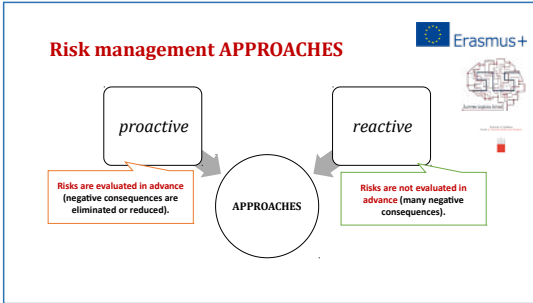 Risk management APPROACHES
Erasmus+
proactive
reactive
Risks are evaluated in advance
(negative consequences are
eliminated or reduced).
APPROACHES
Risks are not evaluated in
advance (many negative
consequences).